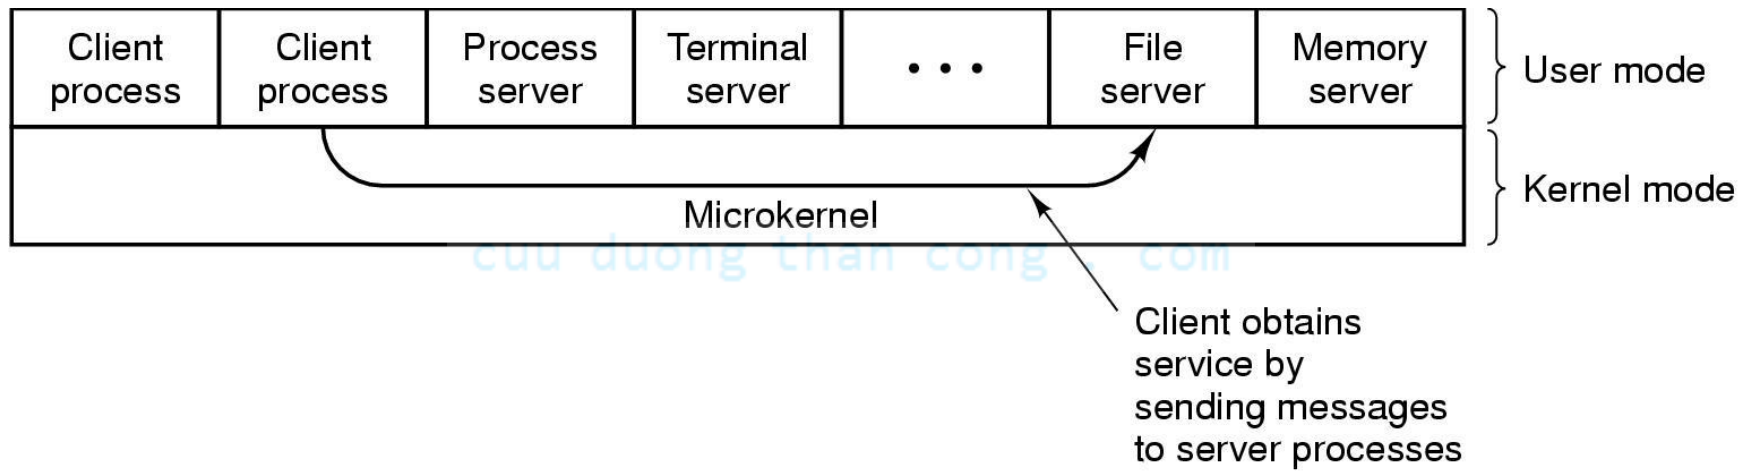 Client
process
Client
process
Process
server
Terminal
server
• • •
File
server
Memory
server
User mode
Microkernel
Kernel mode
cuu duong than cong . com
Client obtains
service by
sending messages
to server processes